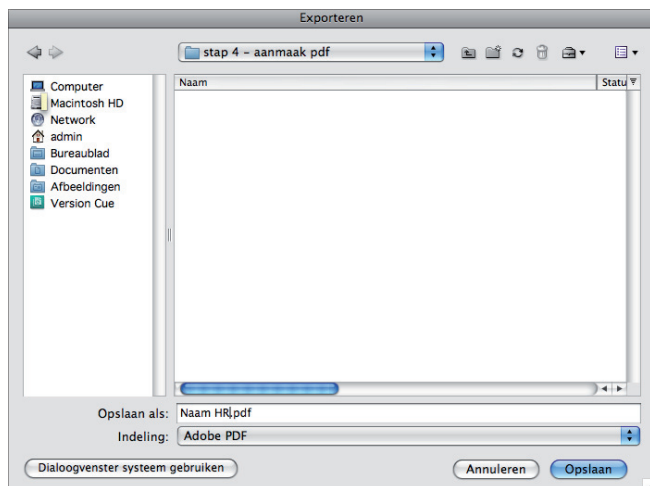 Exporteren
stap 4 – aanmaak pdf
Naam Statu
Computer
Macintosh HD
Network
admin
Bureaublad
Documenten
Afbeeldingen
Version Cue
Opslaan als: Naam HR.pdf
Indeling: Adobe PDF
Dialoogvenster systeem gebruiken Annuleren Opslaan